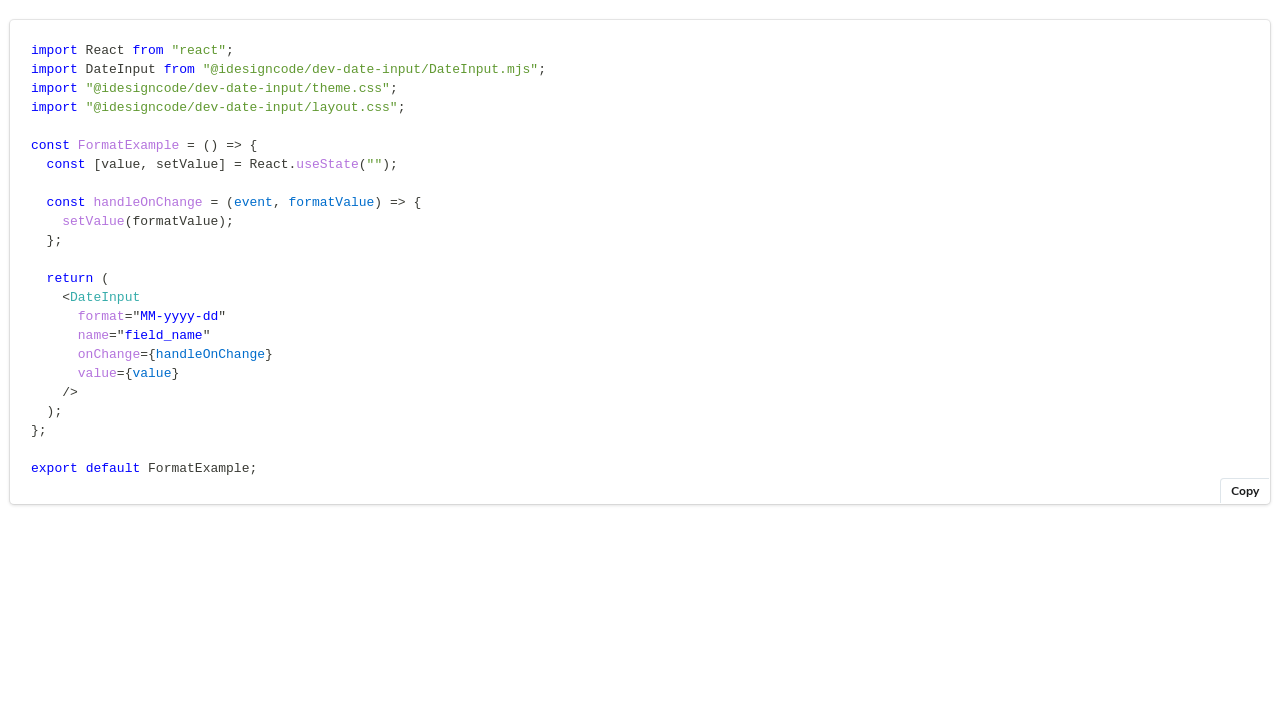 import React from "react";
import DateInput from "@idesigncode/dev-date-input/DateInput.mjs";
import "@idesigncode/dev-date-input/theme.css";
import "@idesigncode/dev-date-input/layout.css";

const FormatExample = () => {
  const [value, setValue] = React.useState("");

  const handleOnChange = (event, formatValue) => {
    setValue(formatValue);
  };

  return (
    <DateInput
      format="MM-yyyy-dd"
      name="field_name"
      onChange={handleOnChange}
      value={value}
    />
  );
};

export default FormatExample;
Copy